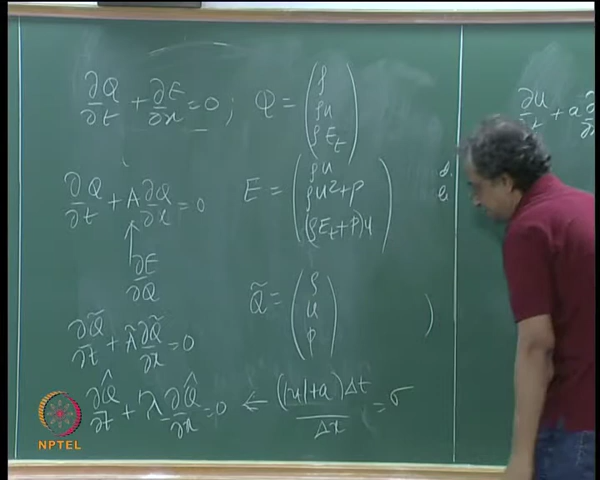 ∂Q/∂t + ∂E/∂x = 0 ; Q = (ρ, ρu, ρE_t)
∂Q/∂t + A ∂Q/∂x = 0 E = (ρu, ρu²+p, (ρE_t+p)u)
↑
∂E/∂Q
∂Q̃/∂t + Ã ∂Q̃/∂x = 0 Q̃ = (ρ, u, p)
∂Q̂/∂t + Λ ∂Q̂/∂x = 0 ← (|u|+a)Δt/Δx = σ
∂u/∂t + a
NPTEL